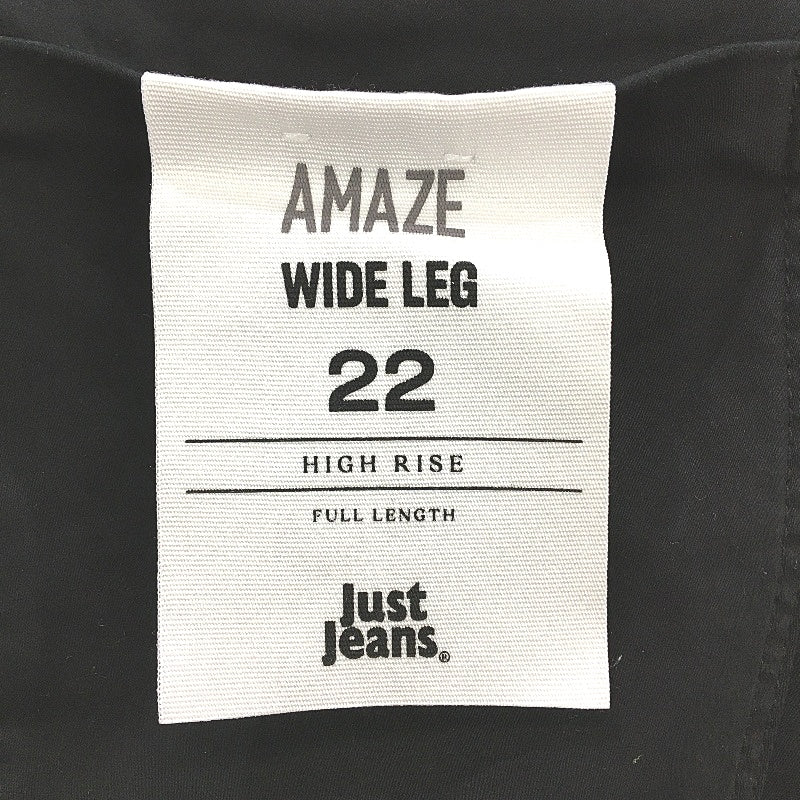 AMAZE
WIDE LEG
22
HIGH RISE
FULL LENGTH
Just
Jeans®